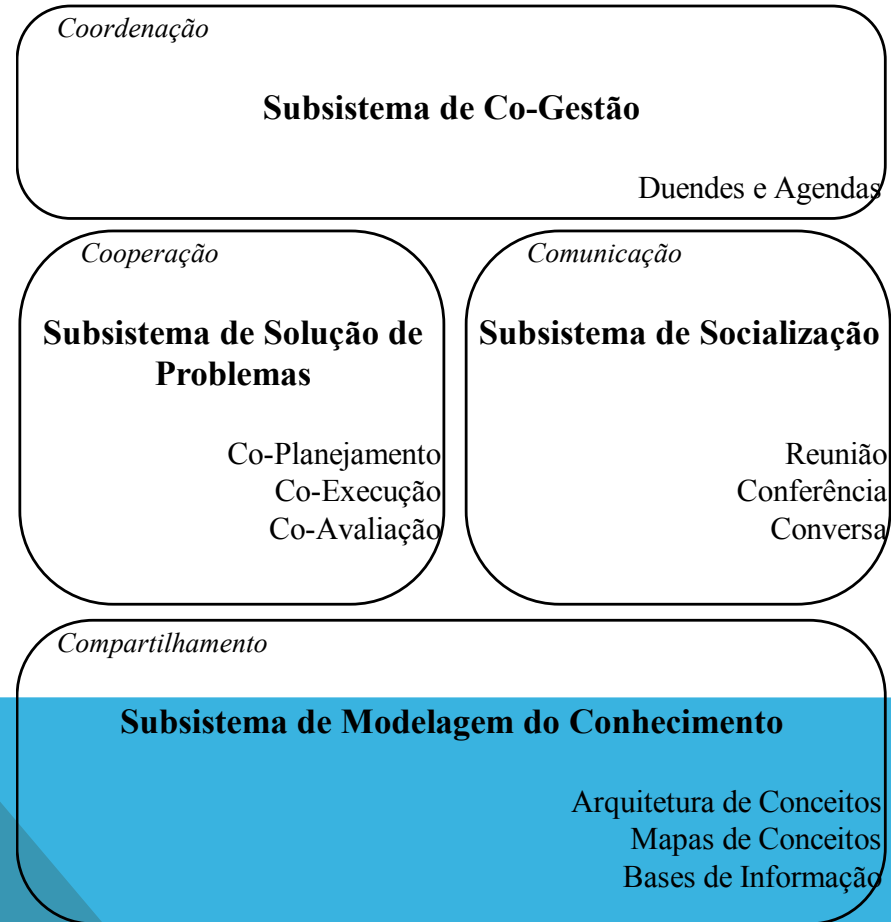 Coordenação
Subsistema de Co-Gestão
Duendes e Agendas
Cooperação
Subsistema de Solução de
Problemas
Co-Planejamento
Co-Execução
Co-Avaliação
Comunicação
Subsistema de Socialização
Reunião
Conferência
Conversa
Compartilhamento
Subsistema de Modelagem do Conhecimento
Arquitetura de Conceitos
Mapas de Conceitos
Bases de Informação